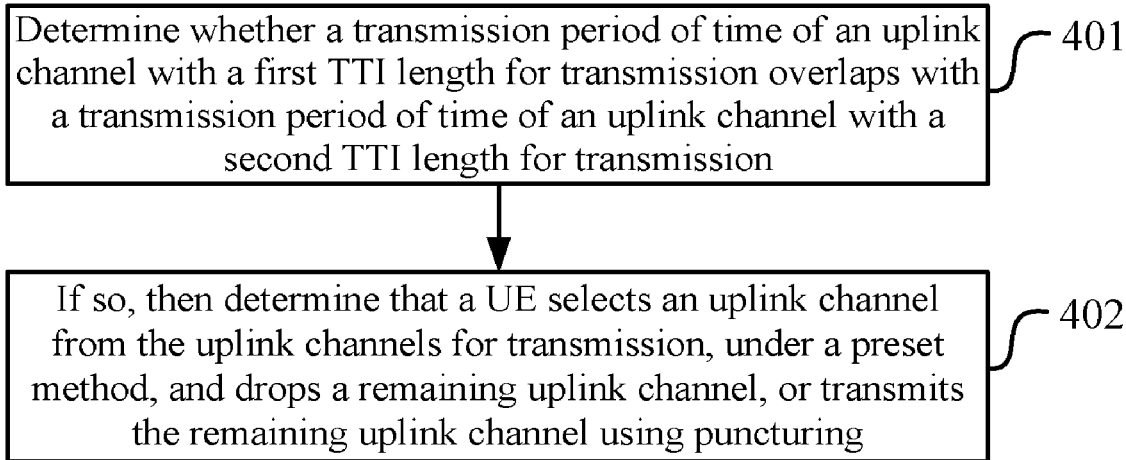 Determine whether a transmission period of time of an uplink
channel with a first TTI length for transmission overlaps with
a transmission period of time of an uplink channel with a
second TTI length for transmission
401
If so, then determine that a UE selects an uplink channel
from the uplink channels for transmission, under a preset
method, and drops a remaining uplink channel, or transmits
the remaining uplink channel using puncturing
402